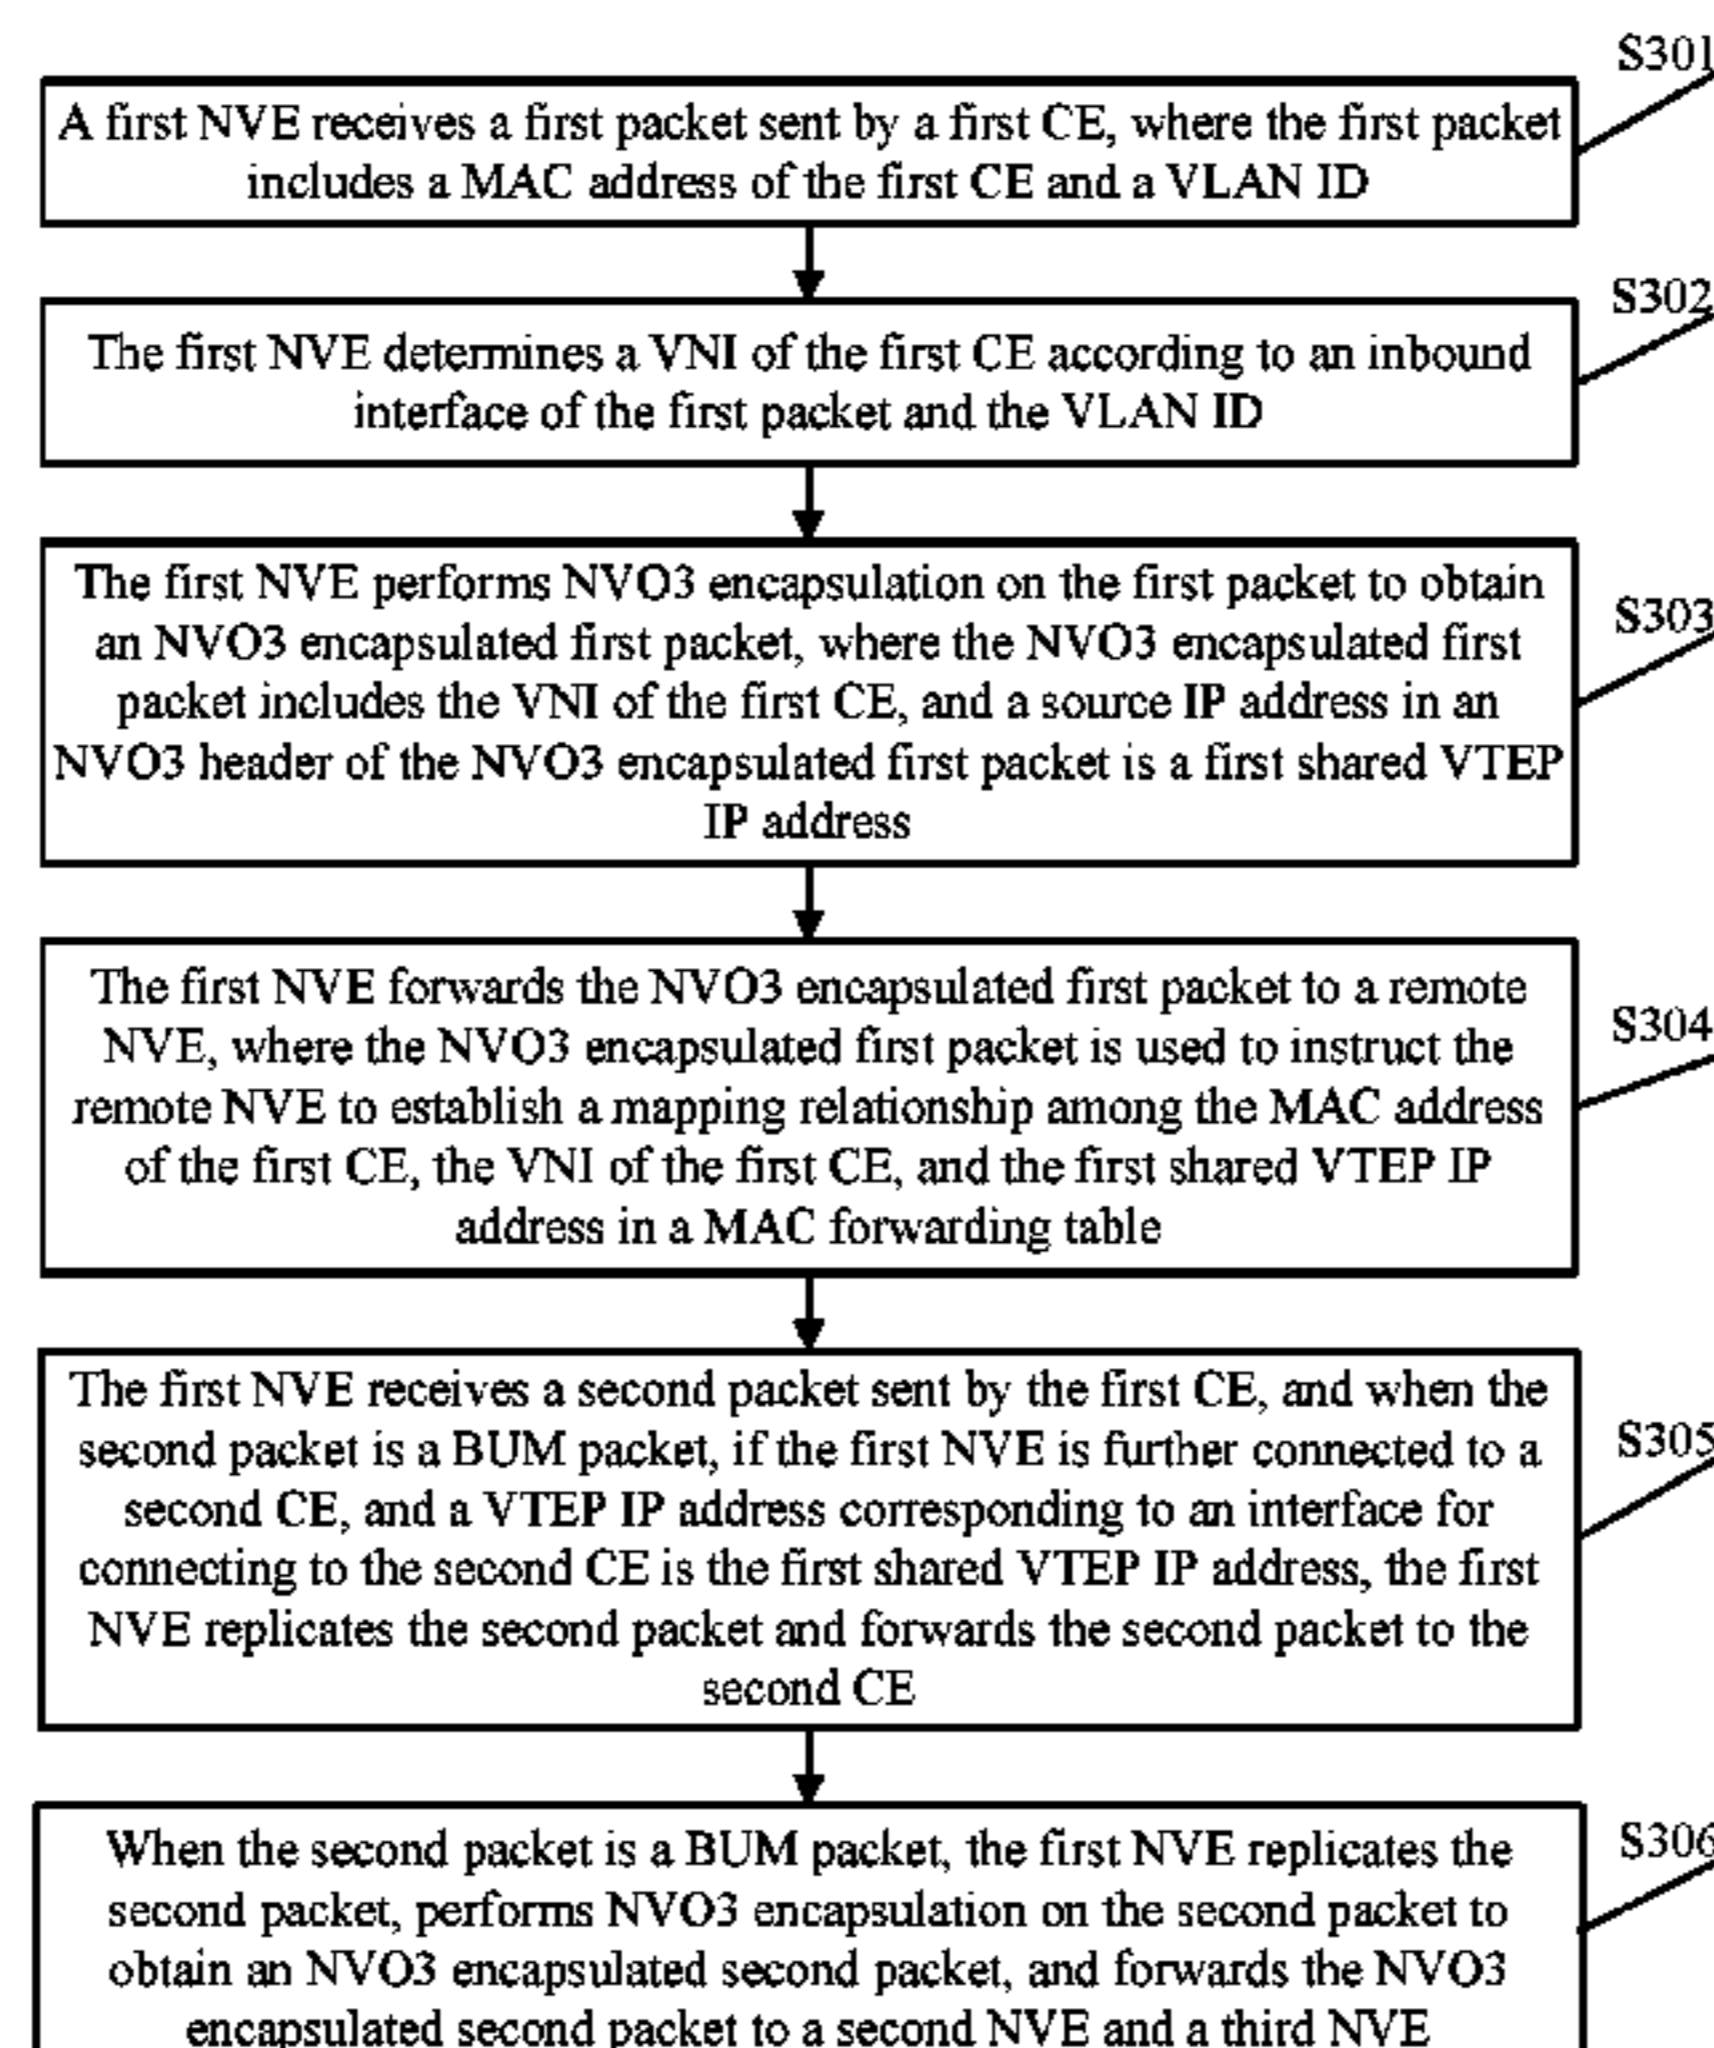 S301
A first NVE receives a first packet sent by a first CE, where the first packet
includes a MAC address of the first CE and a VLAN ID
S302
The first NVE determines a VNI of the first CE according to an inbound
interface of the first packet and the VLAN ID
S303
The first NVE performs NVO3 encapsulation on the first packet to obtain
an NVO3 encapsulated first packet, where the NVO3 encapsulated first
packet includes the VNI of the first CE, and a source IP address in an
NVO3 header of the NVO3 encapsulated first packet is a first shared VTEP
IP address
S304
The first NVE forwards the NVO3 encapsulated first packet to a remote
NVE, where the NVO3 encapsulated first packet is used to instruct the
remote NVE to establish a mapping relationship among the MAC address
of the first CE, the VNI of the first CE, and the first shared VTEP IP
address in a MAC forwarding table
S305
The first NVE receives a second packet sent by the first CE, and when the
second packet is a BUM packet, if the first NVE is further connected to a
second CE, and a VTEP IP address corresponding to an interface for
connecting to the second CE is the first shared VTEP IP address, the first
NVE replicates the second packet and forwards the second packet to the
second CE
S306
When the second packet is a BUM packet, the first NVE replicates the
second packet, performs NVO3 encapsulation on the second packet to
obtain an NVO3 encapsulated second packet, and forwards the NVO3
encapsulated second packet to a second NVE and a third NVE